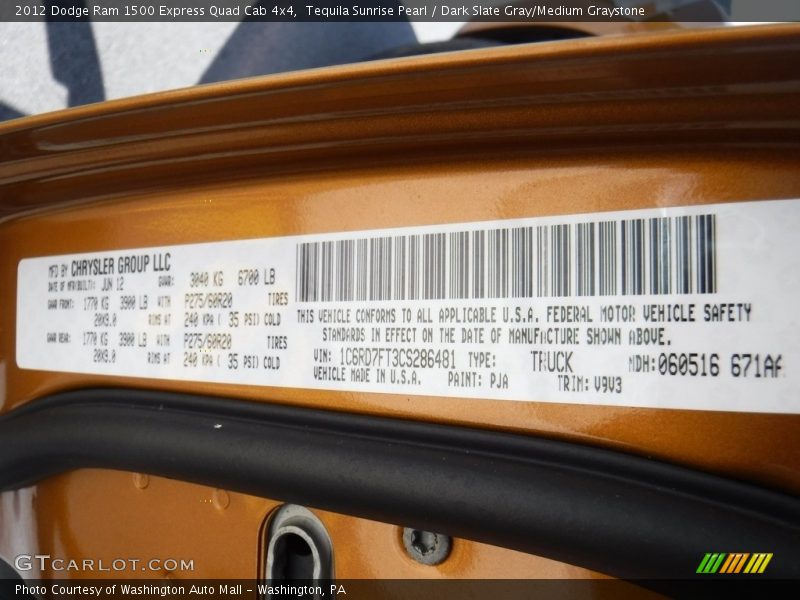 2012 Dodge Ram 1500 Express Quad Cab 4x4,  Tequila Sunrise Pearl / Dark Slate Gray/Medium Graystone
MFD BY CHRYSLER GROUP LLC
DATE OF MFR(BUILT): JUN 12 GVWR: 3040 KG 6700 LB
GAWR FRONT: 1770 KG 3900 LB WITH P275/60R20 TIRES
20X9.0 RIMS AT 240 KPA ( 35 PSI) COLD
GAWR REAR: 1770 KG 3900 LB WITH P275/60R20 TIRES
20X9.0 RIMS AT 240 KPA ( 35 PSI) COLD
THIS VEHICLE CONFORMS TO ALL APPLICABLE U.S.A. FEDERAL MOTOR VEHICLE SAFETY
STANDARDS IN EFFECT ON THE DATE OF MANUFACTURE SHOWN ABOVE.
VIN: 1C6RD7FT3CS286481 TYPE: TRUCK MDH: 060516 671AA
VEHICLE MADE IN U.S.A. PAINT: PJA TRIM: V9V3
GTCARLOT.COM
Photo Courtesy of Washington Auto Mall - Washington, PA